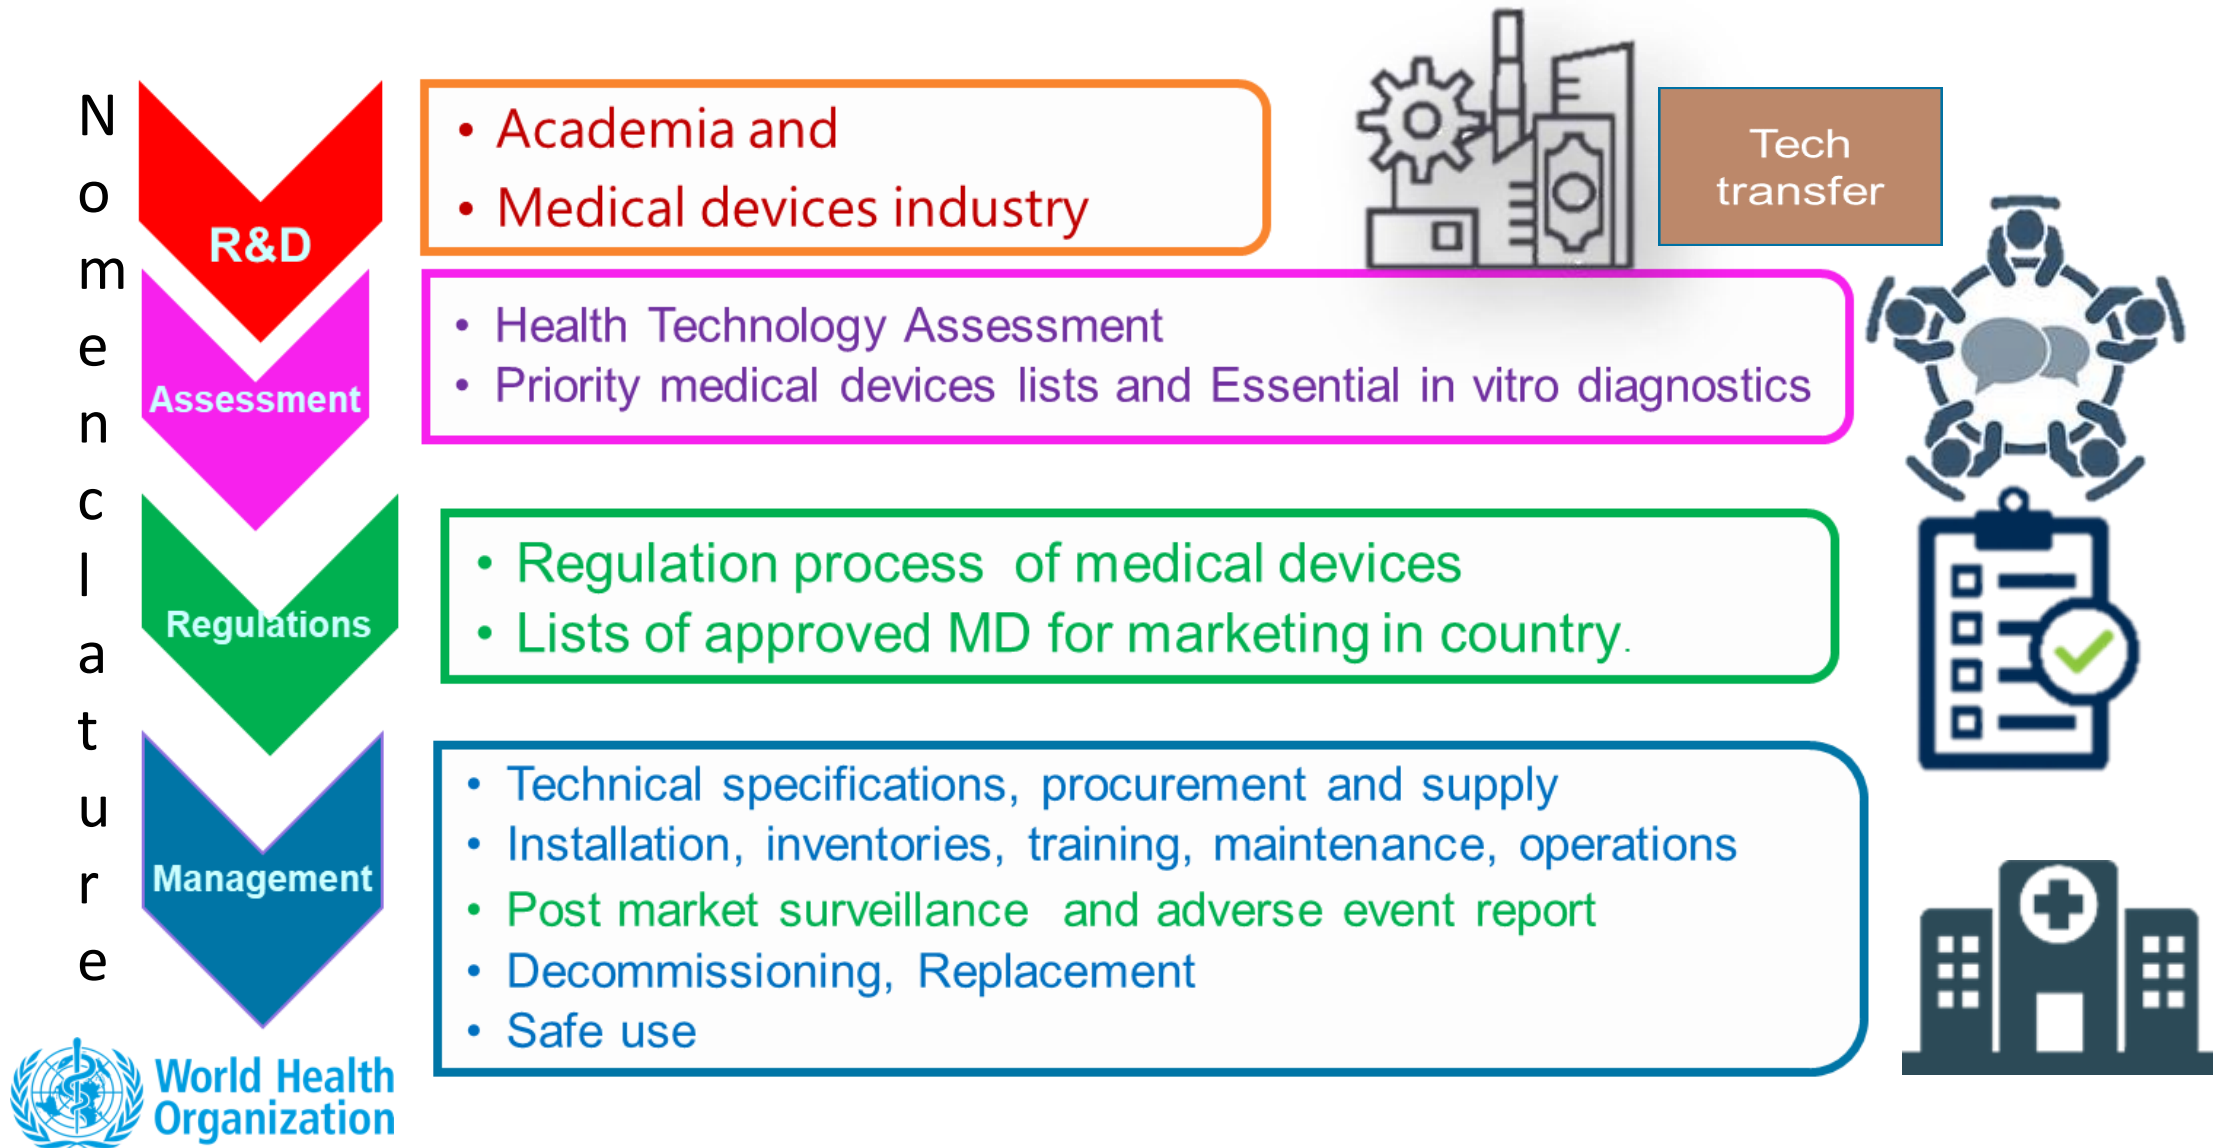 Nomenclature
R&D
• Academia and
• Medical devices industry
Tech
transfer
Assessment
• Health Technology Assessment
• Priority medical devices lists and Essential in vitro diagnostics
Regulations
• Regulation process of medical devices
• Lists of approved MD for marketing in country.
Management
• Technical specifications, procurement and supply
• Installation, inventories, training, maintenance, operations
• Post market surveillance and adverse event report
• Decommissioning, Replacement
• Safe use
World Health
Organization